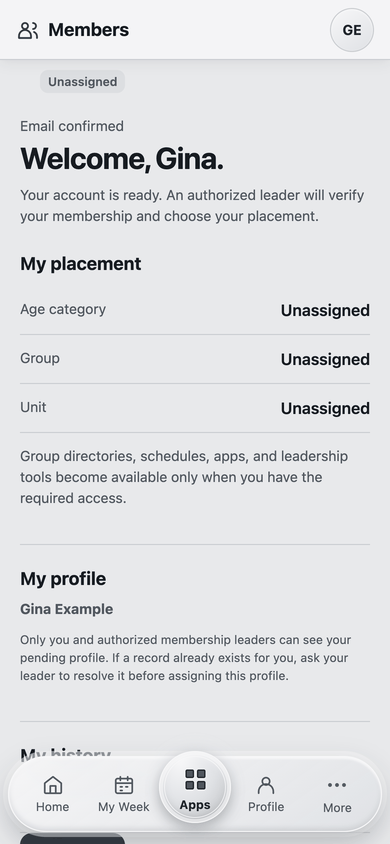 Members
GE
Unassigned
Email confirmed
Welcome, Gina.
Your account is ready. An authorized leader will verify
your membership and choose your placement.
My placement
Age category
Unassigned
Group
Unassigned
Unit
Unassigned
Group directories, schedules, apps, and leadership
tools become available only when you have the
required access.
My profile
Gina Example
Only you and authorized membership leaders can see your
pending profile. If a record already exists for you, ask your
leader to resolve it before assigning this profile.
My history
Home
My Week
Apps
Profile
More